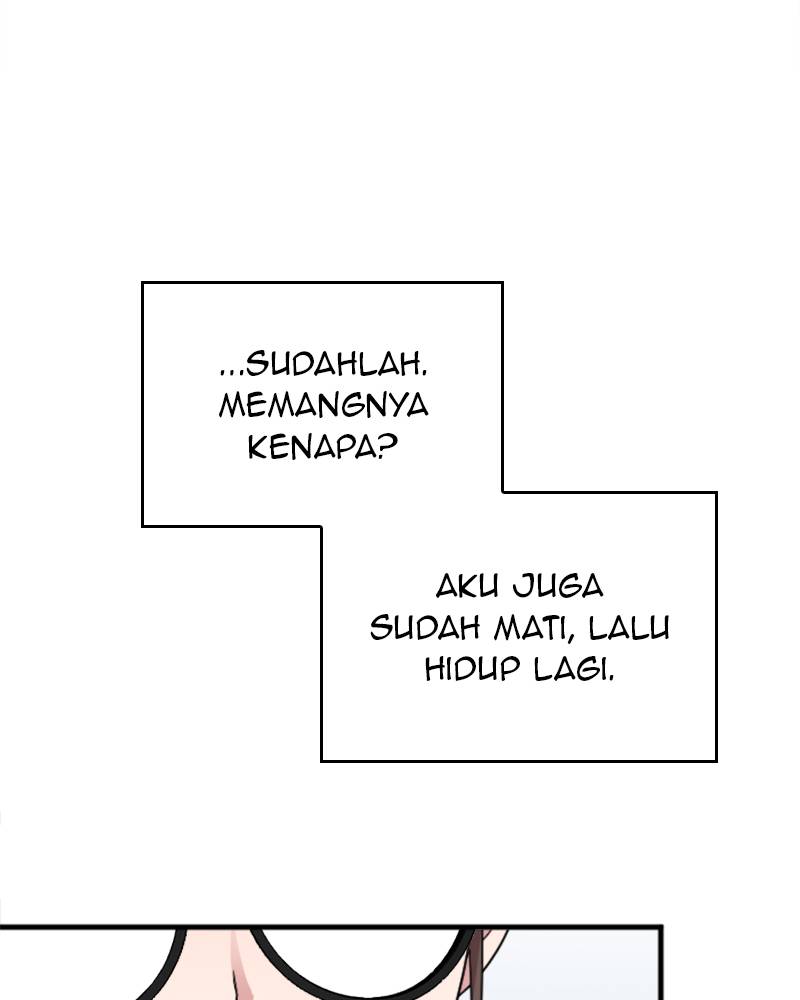 ...SUDAHLAH.
MEMANGNYA
KENAPA?
AKU JUGA
SUDAH MATI, LALU
HIDUP LAGI.